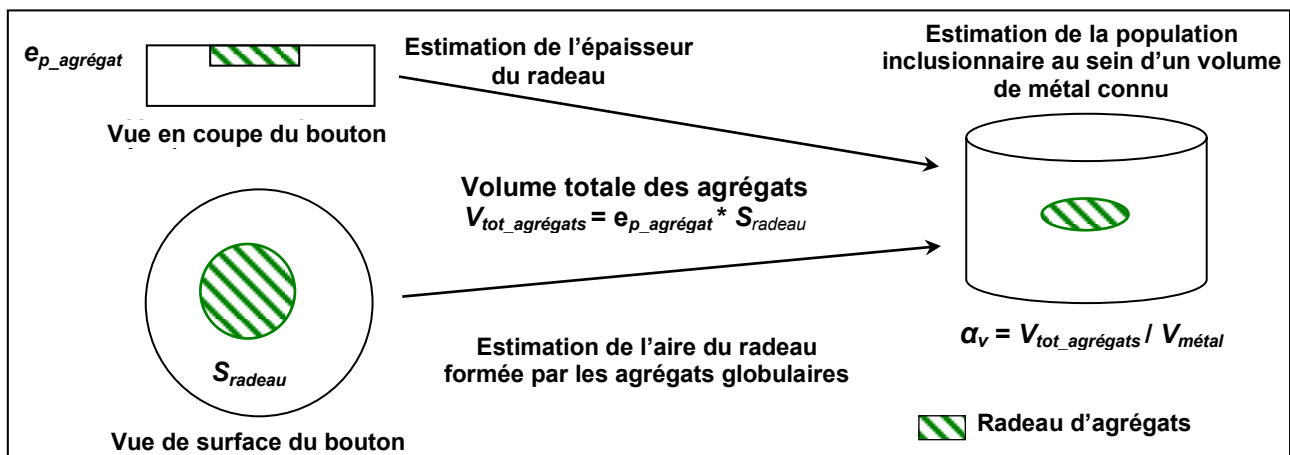 e_p_agrégat
Vue en coupe du bouton
Estimation de l’épaisseur
du radeau
Estimation de la population
inclusionnaire au sein d’un volume
de métal connu
Volume totale des agrégats
V_tot_agrégats = e_p_agrégat * S_radeau
S_radeau
Vue de surface du bouton
Estimation de l’aire du radeau
formée par les agrégats globulaires
α_v = V_tot_agrégats / V_métal
Radeau d’agrégats